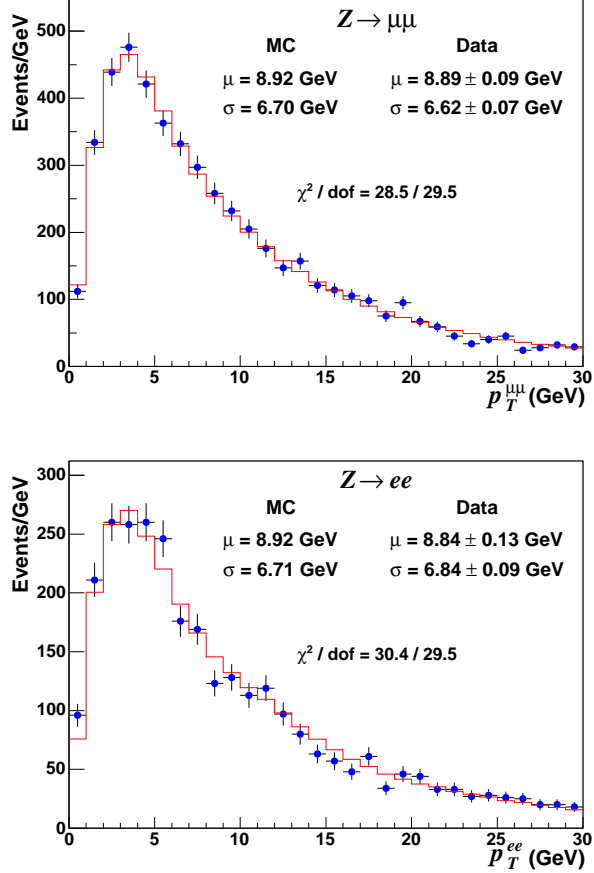 Z → μμ
MC Data
μ = 8.92 GeV μ = 8.89 ± 0.09 GeV
σ = 6.70 GeV σ = 6.62 ± 0.07 GeV
χ² / dof = 28.5 / 29.5
Events/GeV
500
400
300
200
100
0
0 5 10 15 20 25 30
p_T^μμ (GeV)
Z → ee
MC Data
μ = 8.92 GeV μ = 8.84 ± 0.13 GeV
σ = 6.71 GeV σ = 6.84 ± 0.09 GeV
χ² / dof = 30.4 / 29.5
Events/GeV
300
250
200
150
100
50
0
0 5 10 15 20 25 30
p_T^ee (GeV)